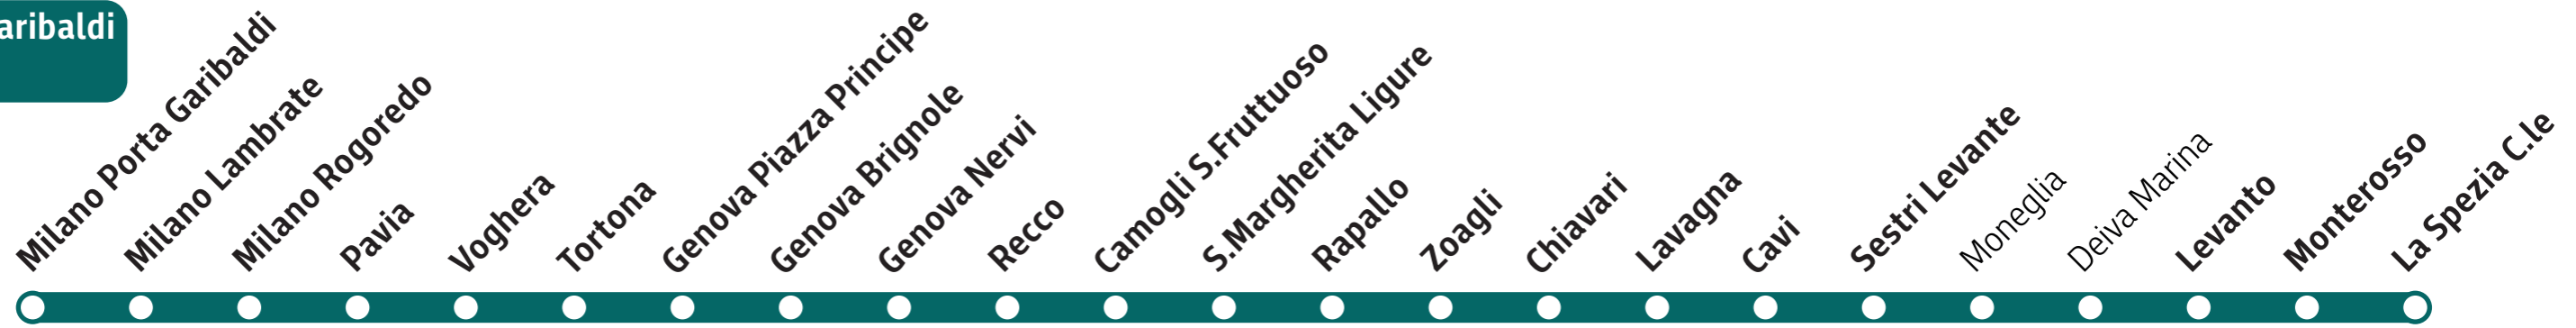 aribaldi
Milano Porta Garibaldi
Milano Lambrate
Milano Rogoredo
Pavia
Voghera
Tortona
Genova Piazza Principe
Genova Brignole
Genova Nervi
Recco
Camogli S.Fruttuoso
S.Margherita Ligure
Rapallo
Zoagli
Chiavari
Lavagna
Cavi
Sestri Levante
Moneglia
Deiva Marina
Levanto
Monterosso
La Spezia C.le